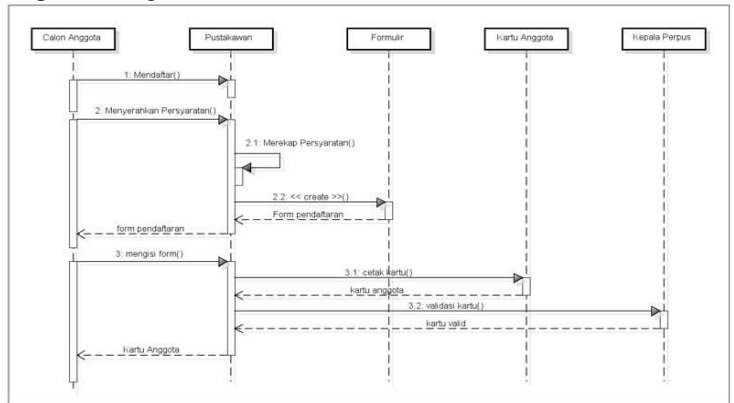 Calon Anggota
Pustakawan
Formulir
Kartu Anggota
Kepala Perpus
1: Mendaftar()
2: Menyerahkan Persyaratan()
2.1: Merekap Persyaratan()
2.2: << create >>()
Form pendaftaran
form pendaftaran
3: mengisi form()
3.1: cetak kartu()
kartu anggota
3.2: validasi kartu()
kartu valid
Kartu Anggota